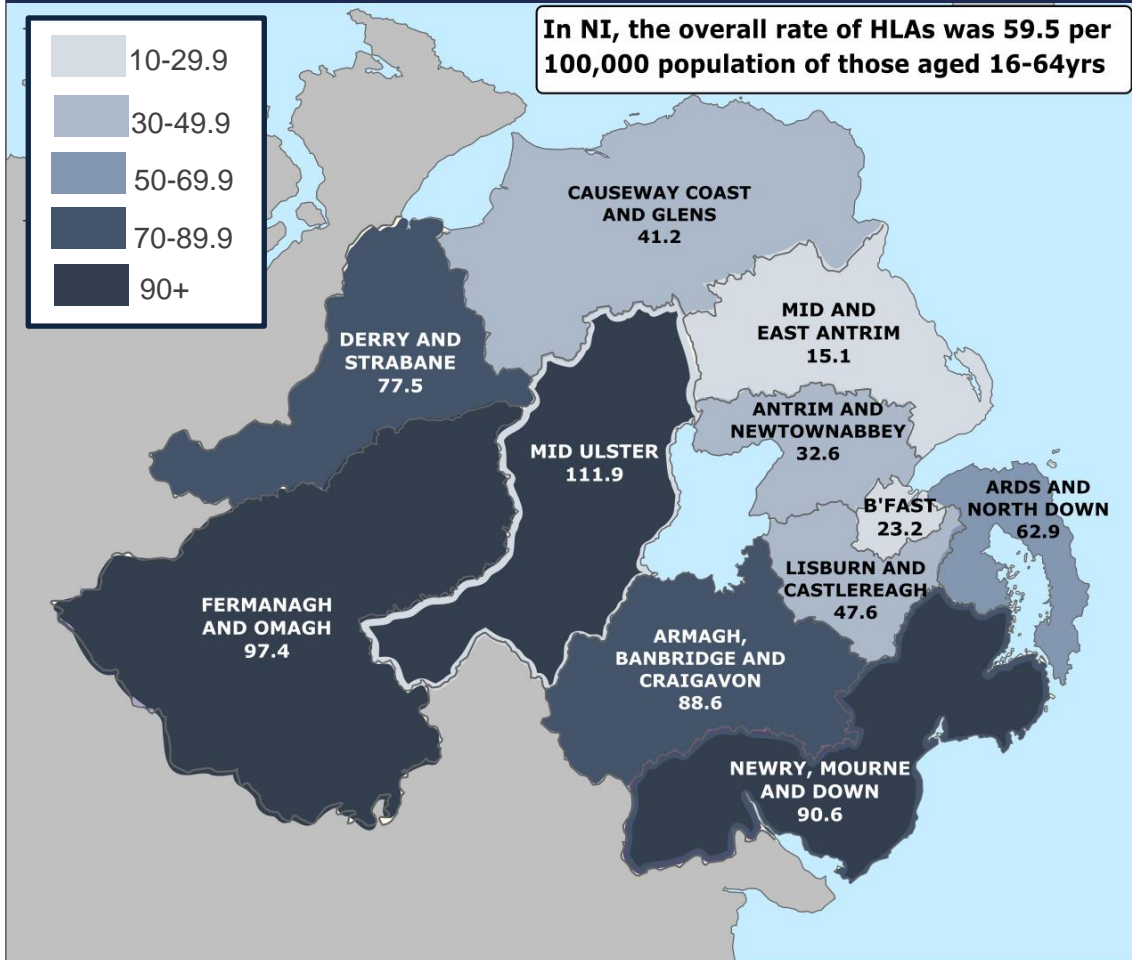 In NI, the overall rate of HLAs was 59.5 per
100,000 population of those aged 16-64yrs
10-29.9
30-49.9
50-69.9
70-89.9
90+
CAUSEWAY COAST
AND GLENS
41.2
MID AND
EAST ANTRIM
15.1
DERRY AND
STRABANE
77.5
ANTRIM AND
NEWTOWNABBEY
32.6
MID ULSTER
111.9
B'FAST
23.2
ARDS AND
NORTH DOWN
62.9
LISBURN AND
CASTLEREAGH
47.6
FERMANAGH
AND OMAGH
97.4
ARMAGH,
BANBRIDGE AND
CRAIGAVON
88.6
NEWRY, MOURNE
AND DOWN
90.6